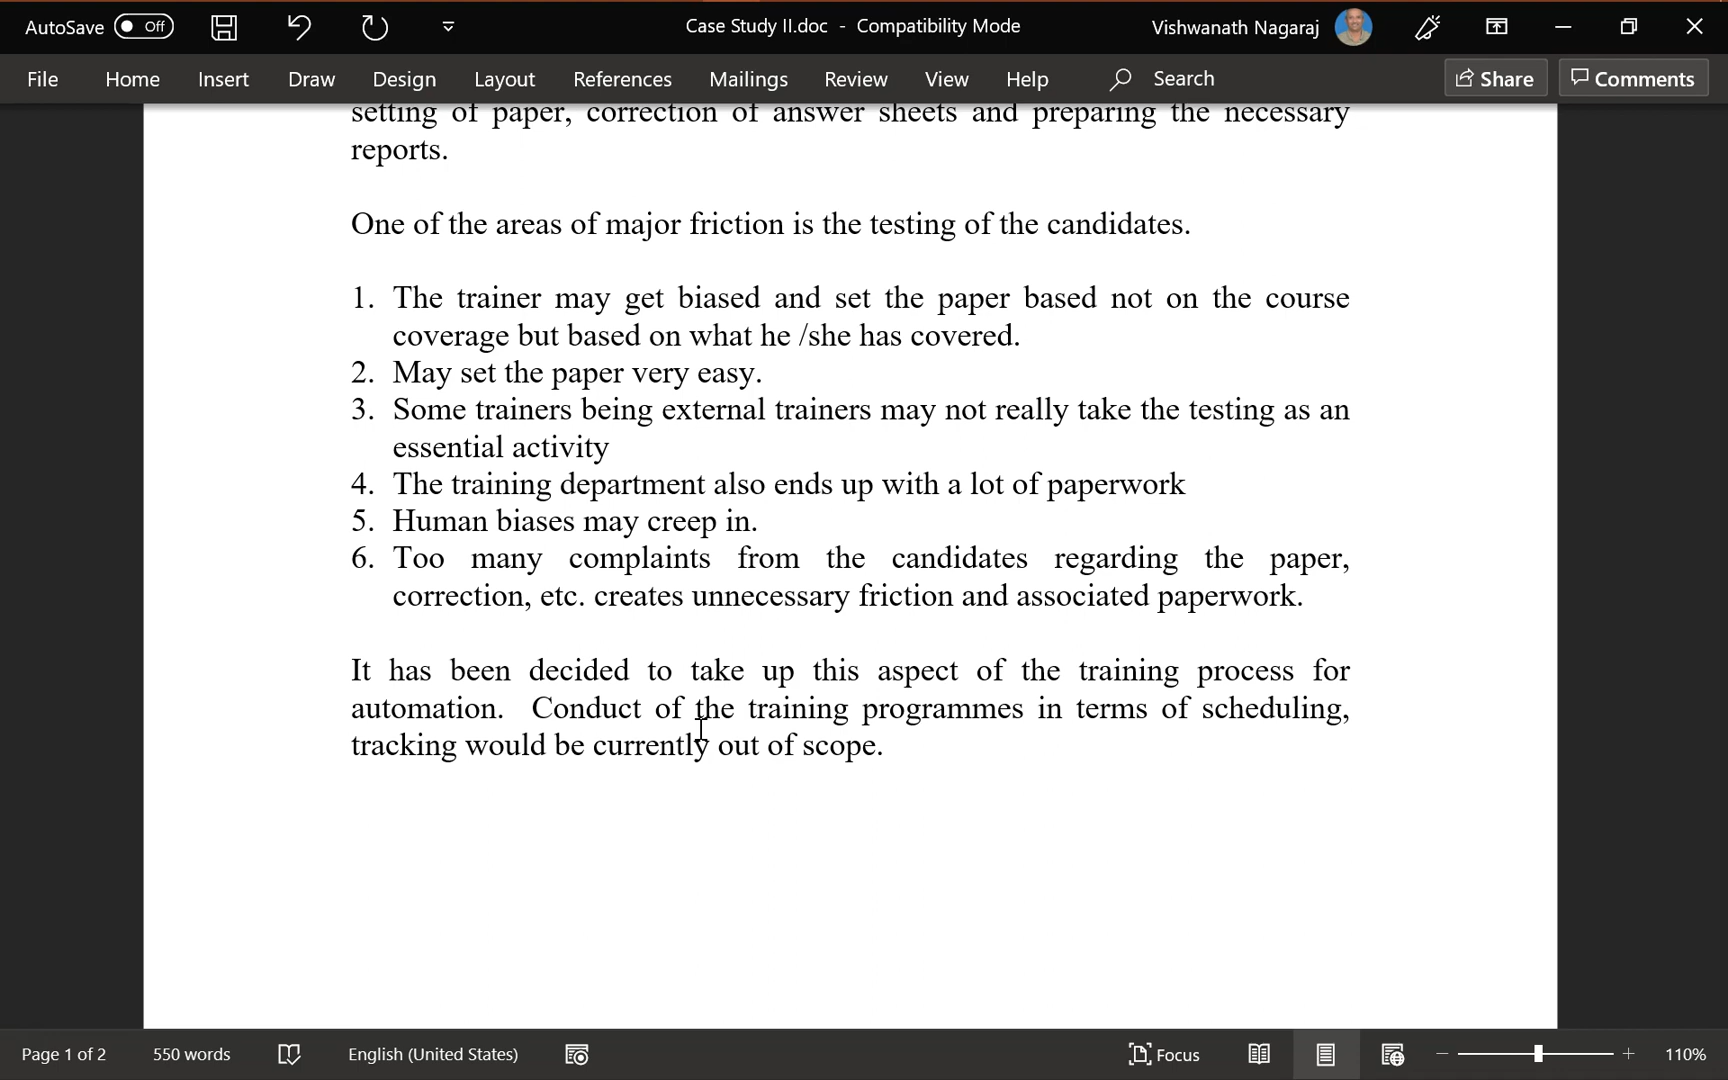 AutoSave Off Case Study II.doc - Compatibility Mode Vishwanath Nagaraj
File Home Insert Draw Design Layout References Mailings Review View Help Search Share Comments
setting of paper, correction of answer sheets and preparing the necessary
reports.
One of the areas of major friction is the testing of the candidates.
1. The trainer may get biased and set the paper based not on the course
coverage but based on what he /she has covered.
2. May set the paper very easy.
3. Some trainers being external trainers may not really take the testing as an
essential activity
4. The training department also ends up with a lot of paperwork
5. Human biases may creep in.
6. Too many complaints from the candidates regarding the paper,
correction, etc. creates unnecessary friction and associated paperwork.
It has been decided to take up this aspect of the training process for
automation. Conduct of the training programmes in terms of scheduling,
tracking would be currently out of scope.
Page 1 of 2 550 words English (United States) Focus 110%